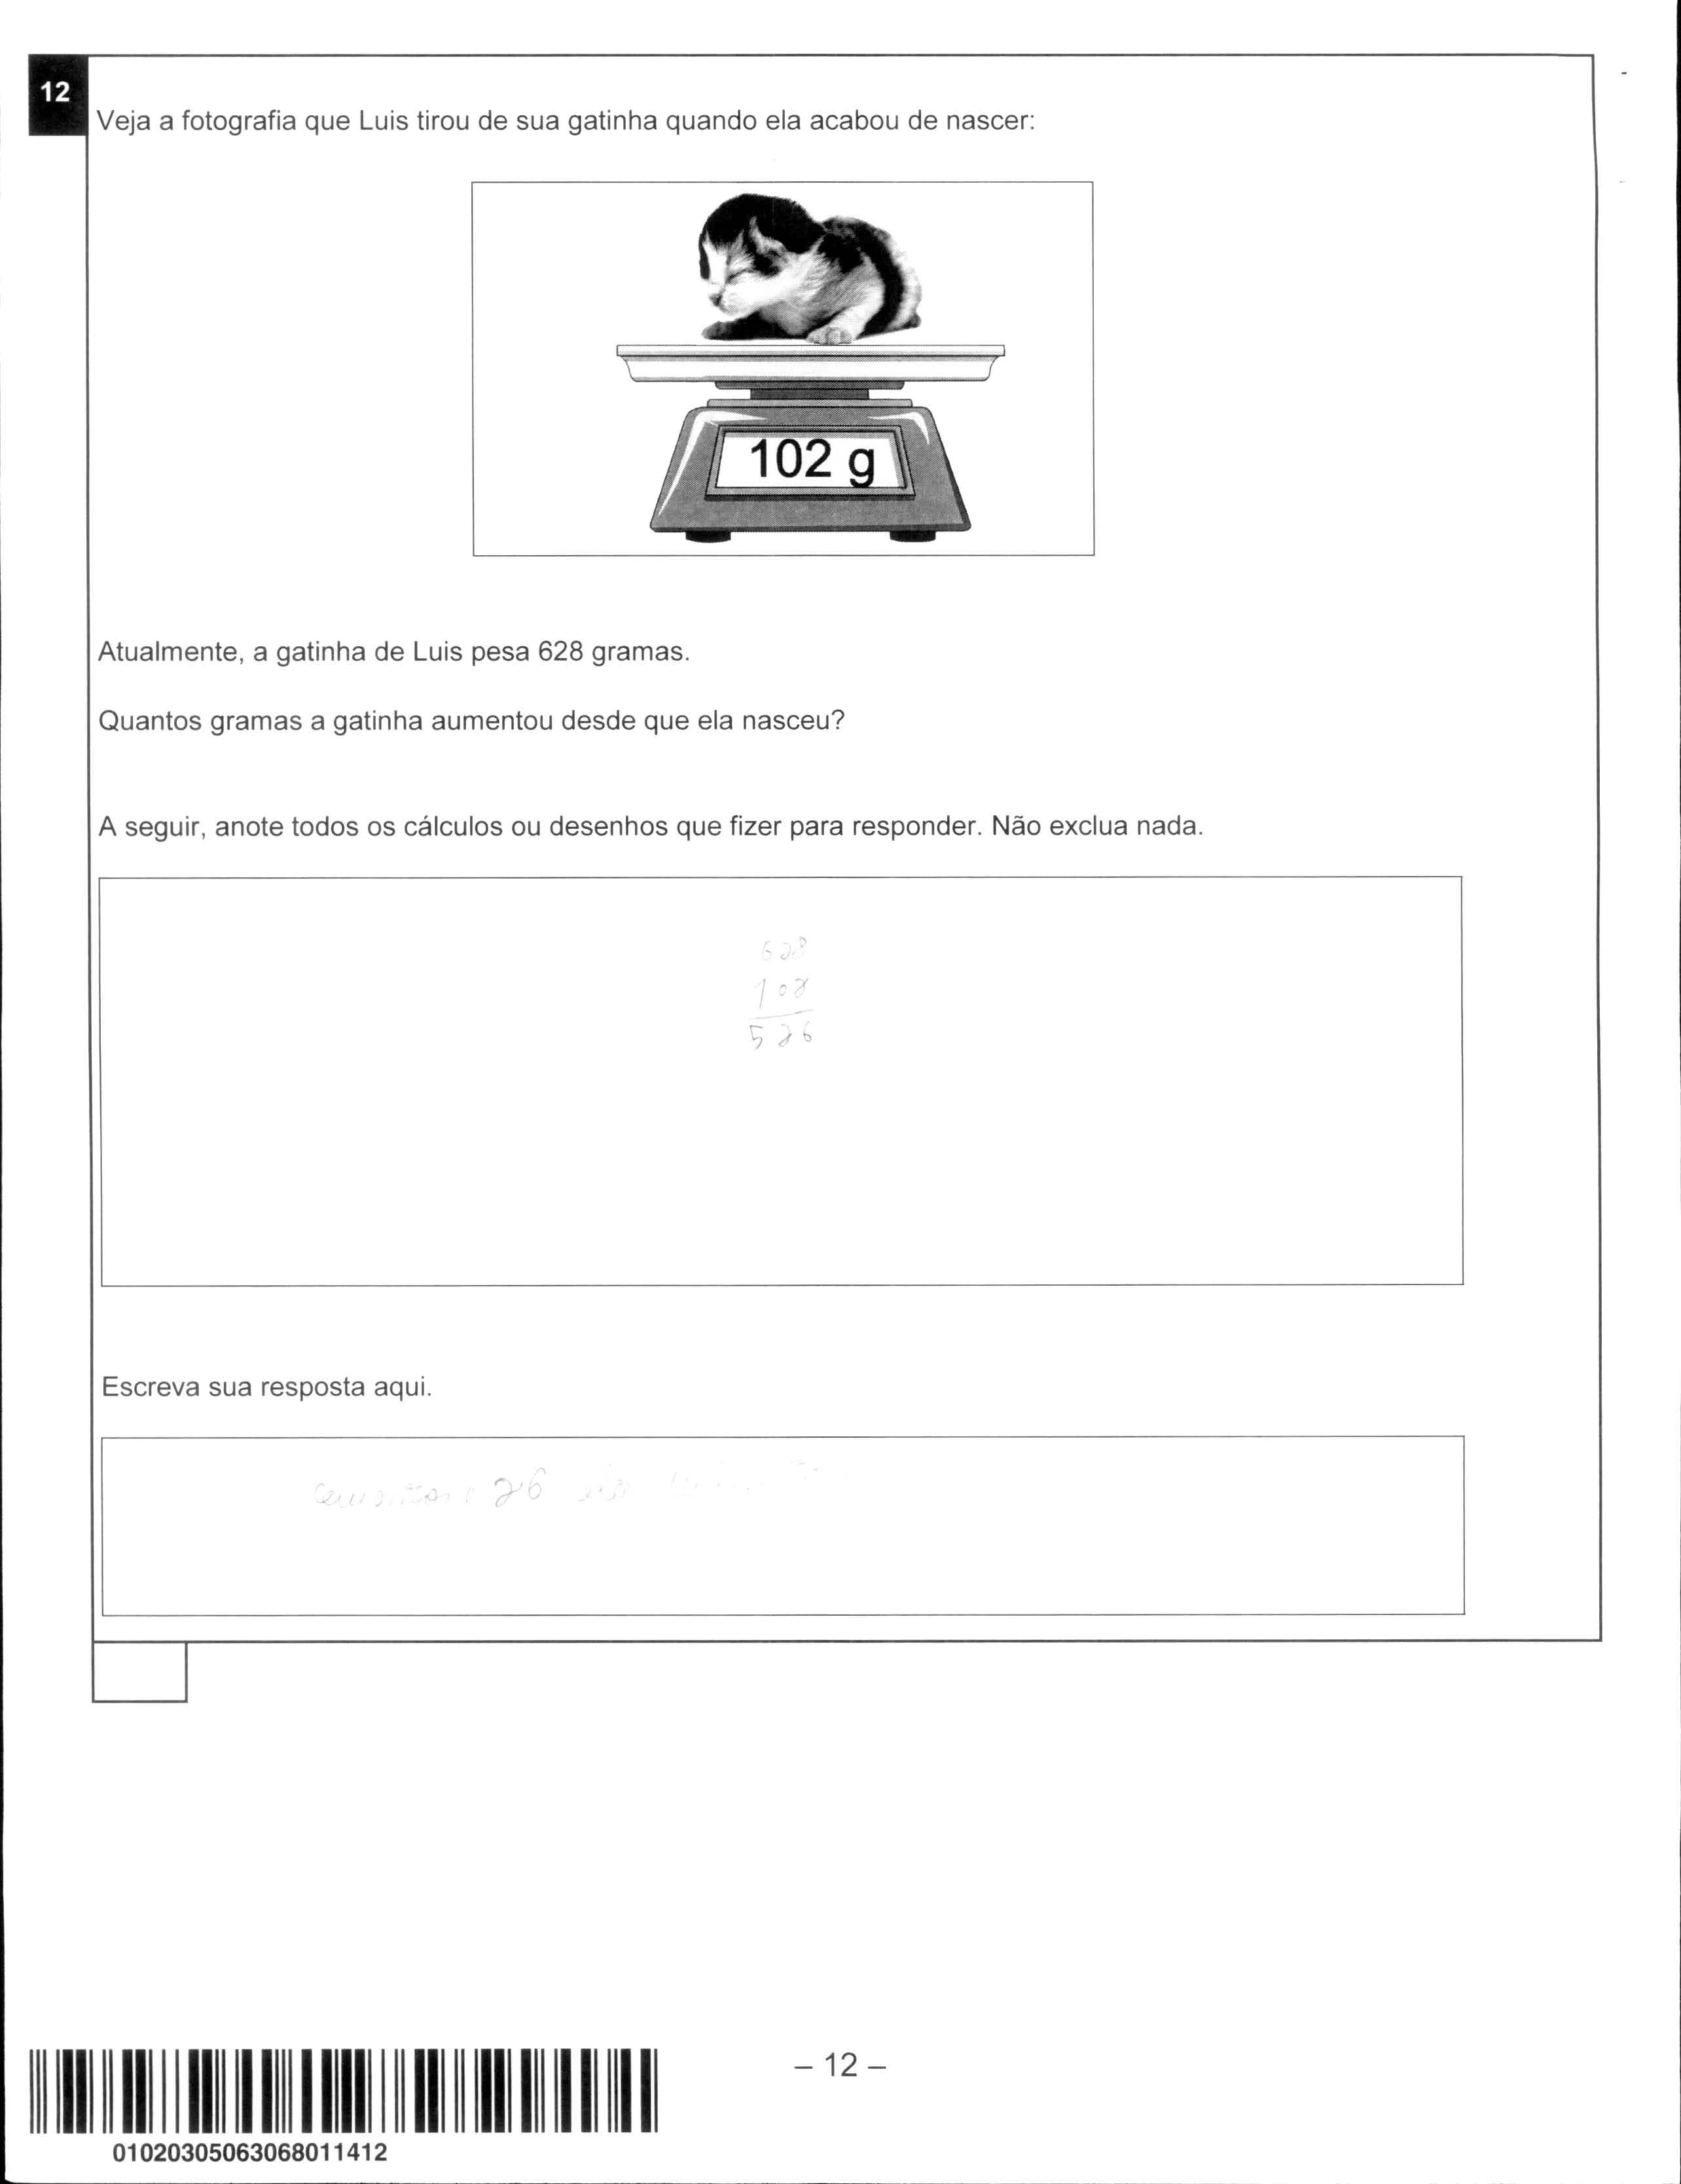 12
Veja a fotografia que Luis tirou de sua gatinha quando ela acabou de nascer:
102 g
Atualmente, a gatinha de Luis pesa 628 gramas.
Quantos gramas a gatinha aumentou desde que ela nasceu?
A seguir, anote todos os cálculos ou desenhos que fizer para responder. Não exclua nada.
628
102
526
Escreva sua resposta aqui.
26
– 12 –
01020305063068011412